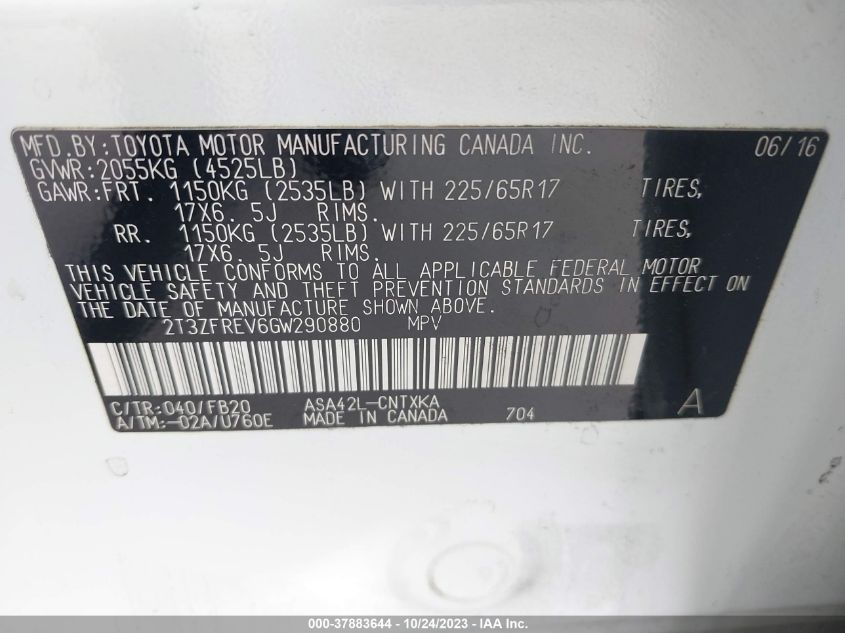 MFD. BY: TOYOTA MOTOR MANUFACTURING CANADA INC. 06/16
GVWR: 2055KG (4525LB)
GAWR: FRT. 1150KG (2535LB) WITH 225/65R17 TIRES,
17X6. 5J RIMS.
RR. 1150KG (2535LB) WITH 225/65R17 TIRES,
17X6. 5J RIMS.
THIS VEHICLE CONFORMS TO ALL APPLICABLE FEDERAL MOTOR
VEHICLE SAFETY AND THEFT PREVENTION STANDARDS IN EFFECT ON
THE DATE OF MANUFACTURE SHOWN ABOVE.
2T3ZFREV6GW290880 MPV
C/TR: 040/FB20 ASA42L-CNTXKA A
A/TM: -02A/U760E MADE IN CANADA 704
000-37883644 - 10/24/2023 - IAA Inc.